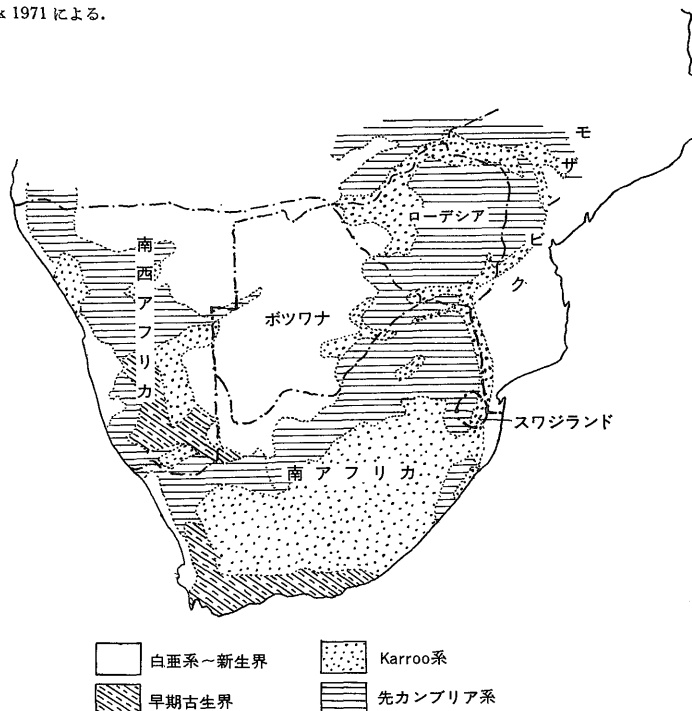 1971 による.
モザンビク
ローデシア
南西アフリカ
ボツワナ
スワジランド
南アフリカ
白亜系～新生界
Karroo系
早期古生界
先カンブリア系